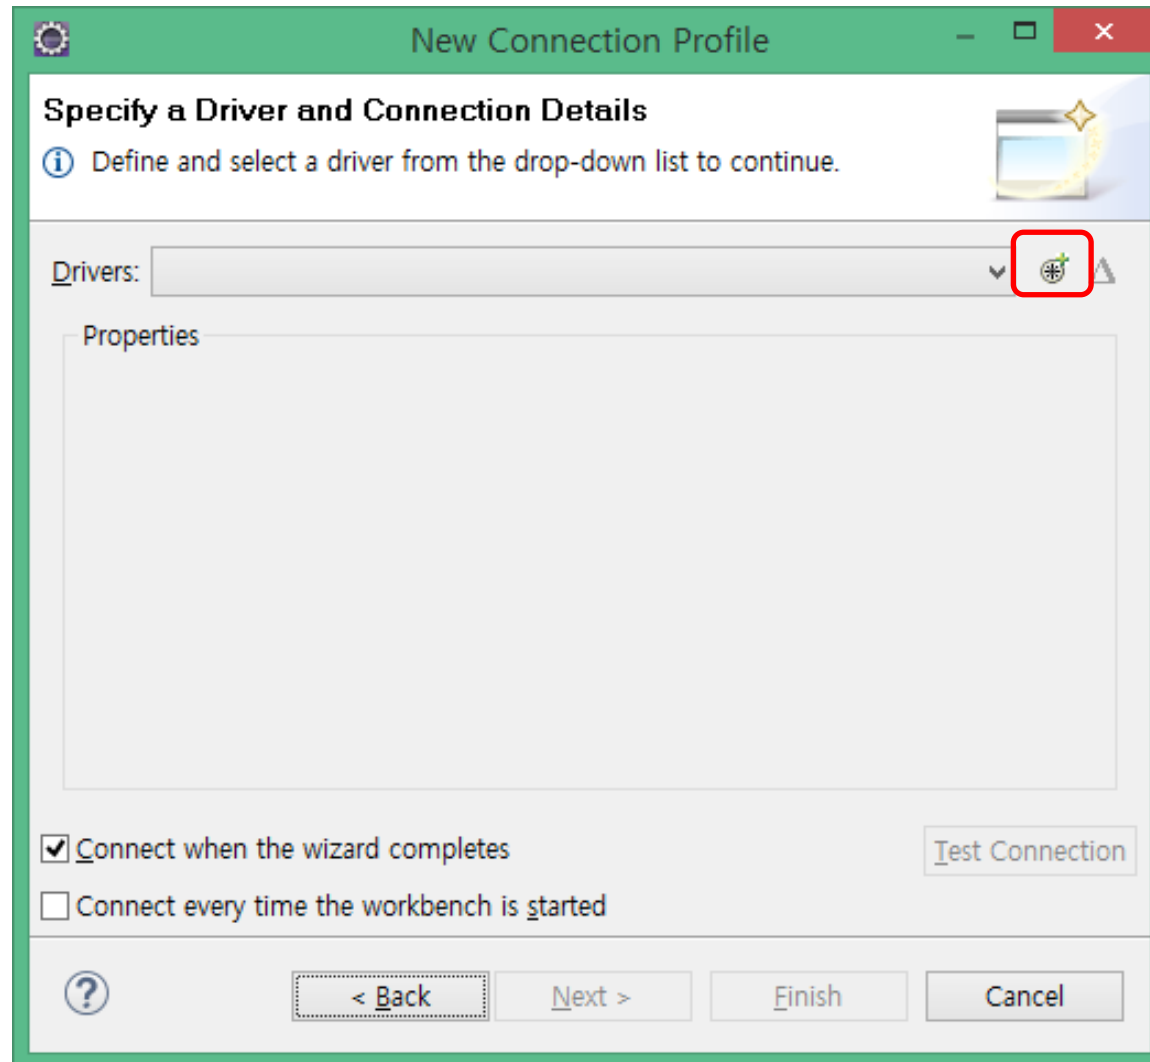 New Connection Profile
Specify a Driver and Connection Details
Define and select a driver from the drop-down list to continue.
Drivers:
Properties
Connect when the wizard completes
Test Connection
Connect every time the workbench is started
< Back Next > Finish Cancel